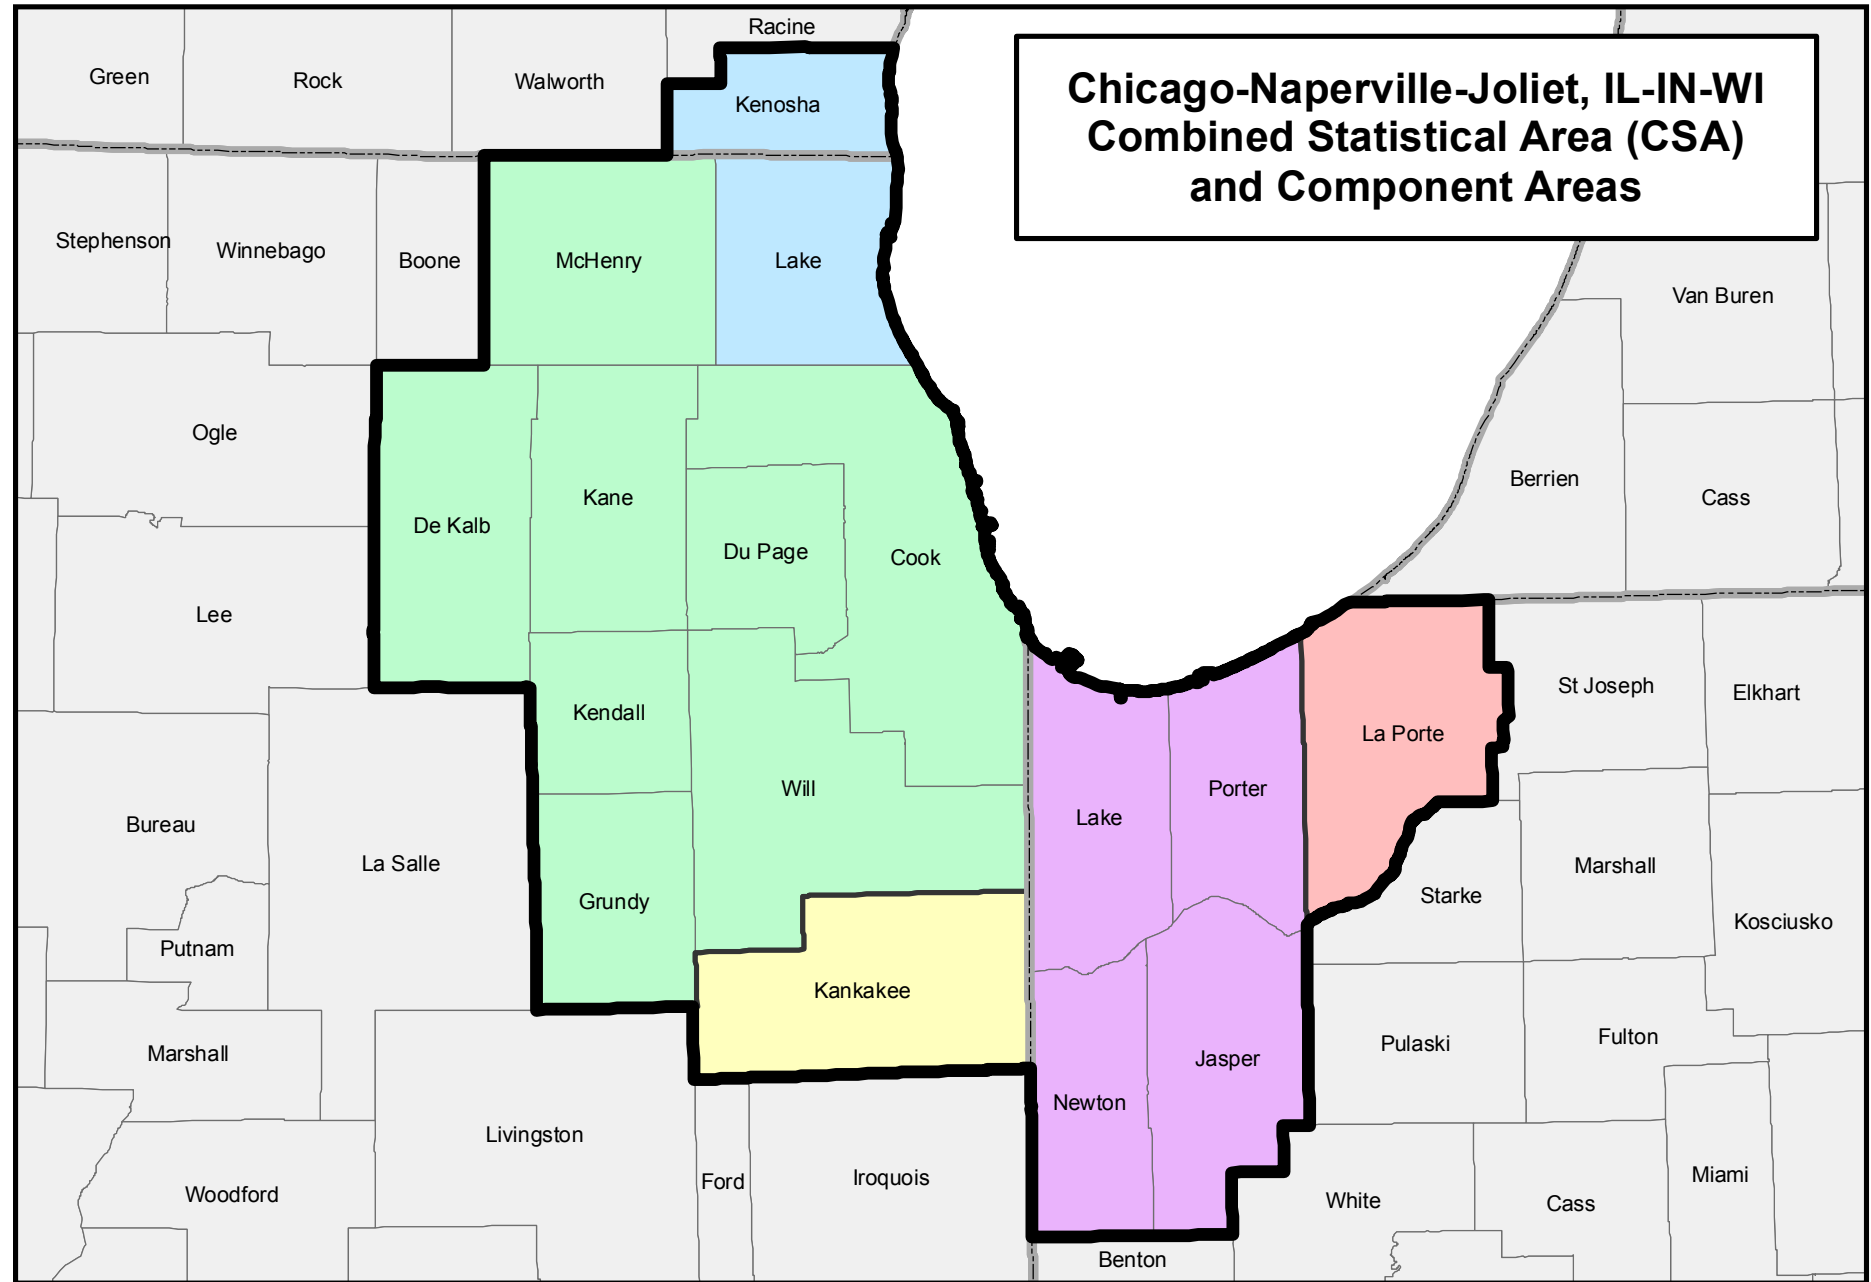 Racine
Chicago-Naperville-Joliet, IL-IN-WI
Combined Statistical Area (CSA)
and Component Areas
Green
Rock
Walworth
Kenosha
Stephenson
Winnebago
Boone
McHenry
Lake
Van Buren
Ogle
De Kalb
Kane
Du Page
Cook
Berrien
Cass
Lee
Kendall
La Porte
St Joseph
Elkhart
Bureau
La Salle
Will
Lake
Porter
Grundy
Starke
Marshall
Kosciusko
Putnam
Kankakee
Marshall
Newton
Jasper
Pulaski
Fulton
Livingston
Woodford
Ford
Iroquois
White
Cass
Miami
Benton